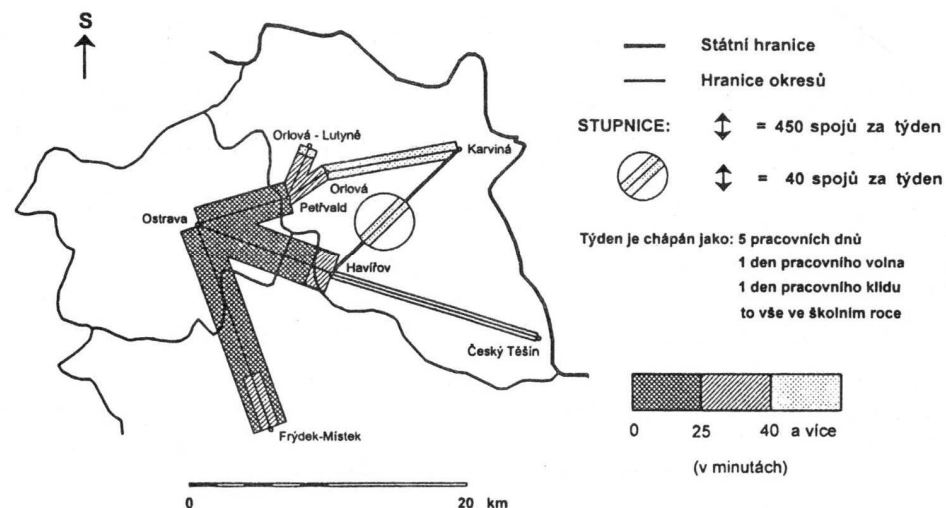 S
Orlová - Lutyně
Karviná
Orlová
Petřvald
Ostrava
Havířov
Český Těšín
Frýdek-Místek
0 20 km
Státní hranice
Hranice okresů
STUPNICE: = 450 spojů za týden
= 40 spojů za týden
Týden je chápán jako: 5 pracovních dnů
1 den pracovního volna
1 den pracovního klidu
to vše ve školním roce
0 25 40 a více
(v minutách)